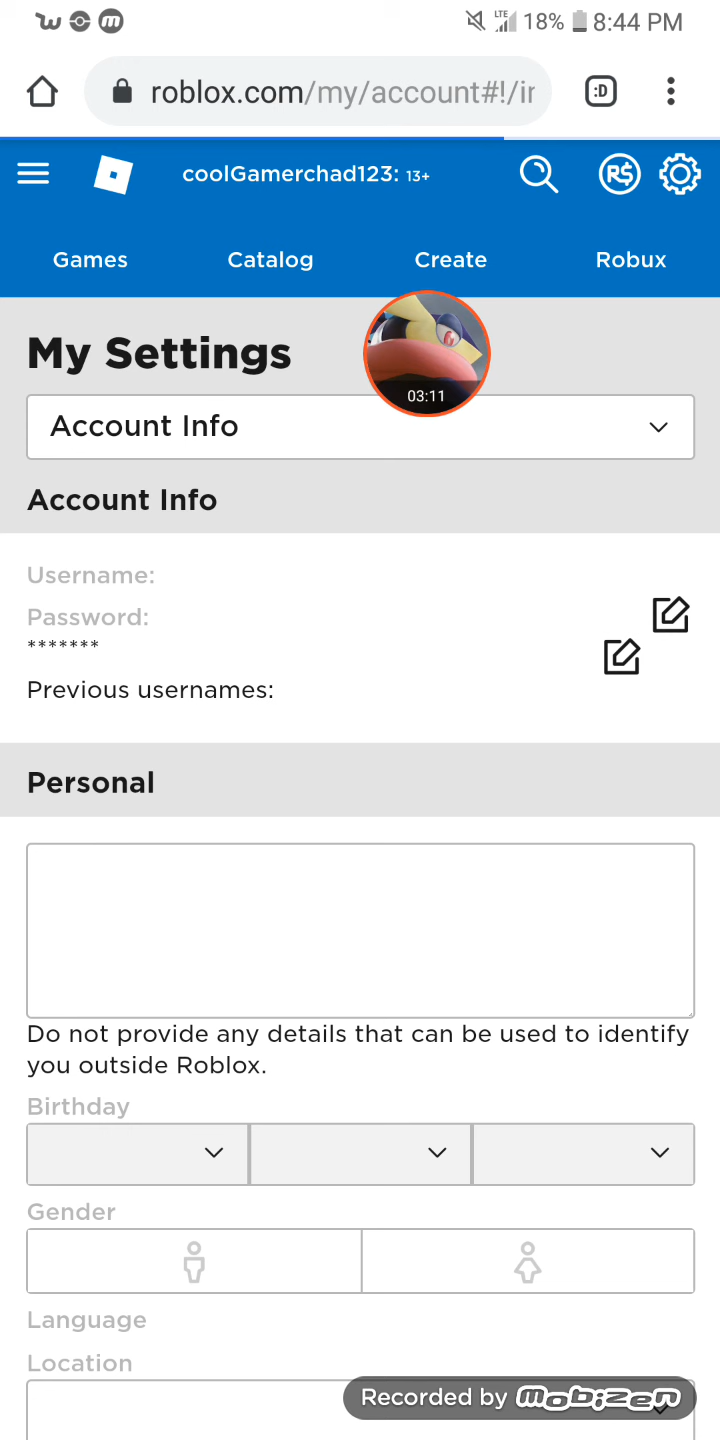 LTE 18% 8:44 PM
roblox.com/my/account#!/ir
:D
coolGamerchad123: 13+
R$
Games Catalog Create Robux
My Settings
03:11
Account Info
Account Info
Username:
Password:
*******
Previous usernames:
Personal
Do not provide any details that can be used to identify
you outside Roblox.
Birthday
Gender
Language
Location
Recorded by mobizen